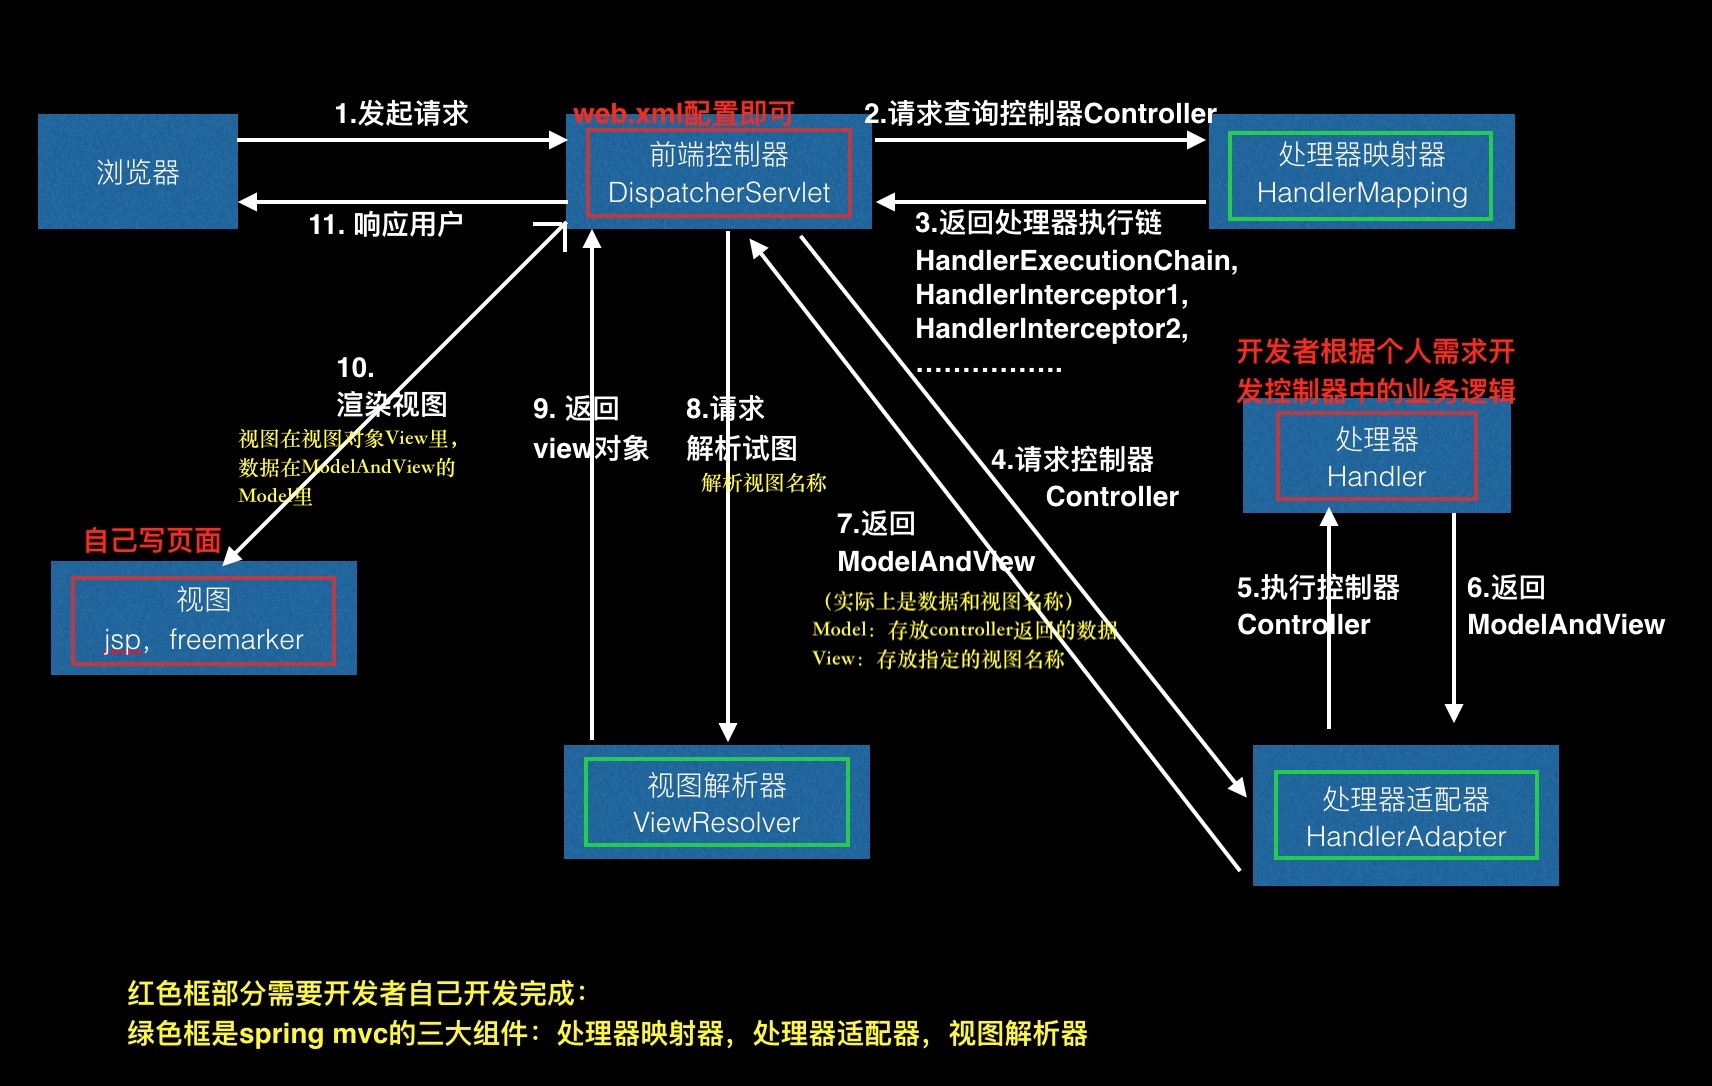 1.发起请求
web.xml配置即可
2.请求查询控制器Controller
浏览器
前端控制器
DispatcherServlet
处理器映射器
HandlerMapping
11. 响应用户
3.返回处理器执行链
HandlerExecutionChain,
HandlerInterceptor1,
HandlerInterceptor2,
................
开发者根据个人需求开
发控制器中的业务逻辑
10.
渲染视图
视图在视图对象View里，
数据在ModelAndView的
Model里
9. 返回
view对象
8.请求
解析试图
解析视图名称
4.请求控制器
Controller
处理器
Handler
7.返回
ModelAndView
（实际上是数据和视图名称）
Model：存放controller返回的数据
View：存放指定的视图名称
自己写页面
视图
jsp，freemarker
5.执行控制器
Controller
6.返回
ModelAndView
视图解析器
ViewResolver
处理器适配器
HandlerAdapter
红色框部分需要开发者自己开发完成：
绿色框是spring mvc的三大组件：处理器映射器，处理器适配器，视图解析器